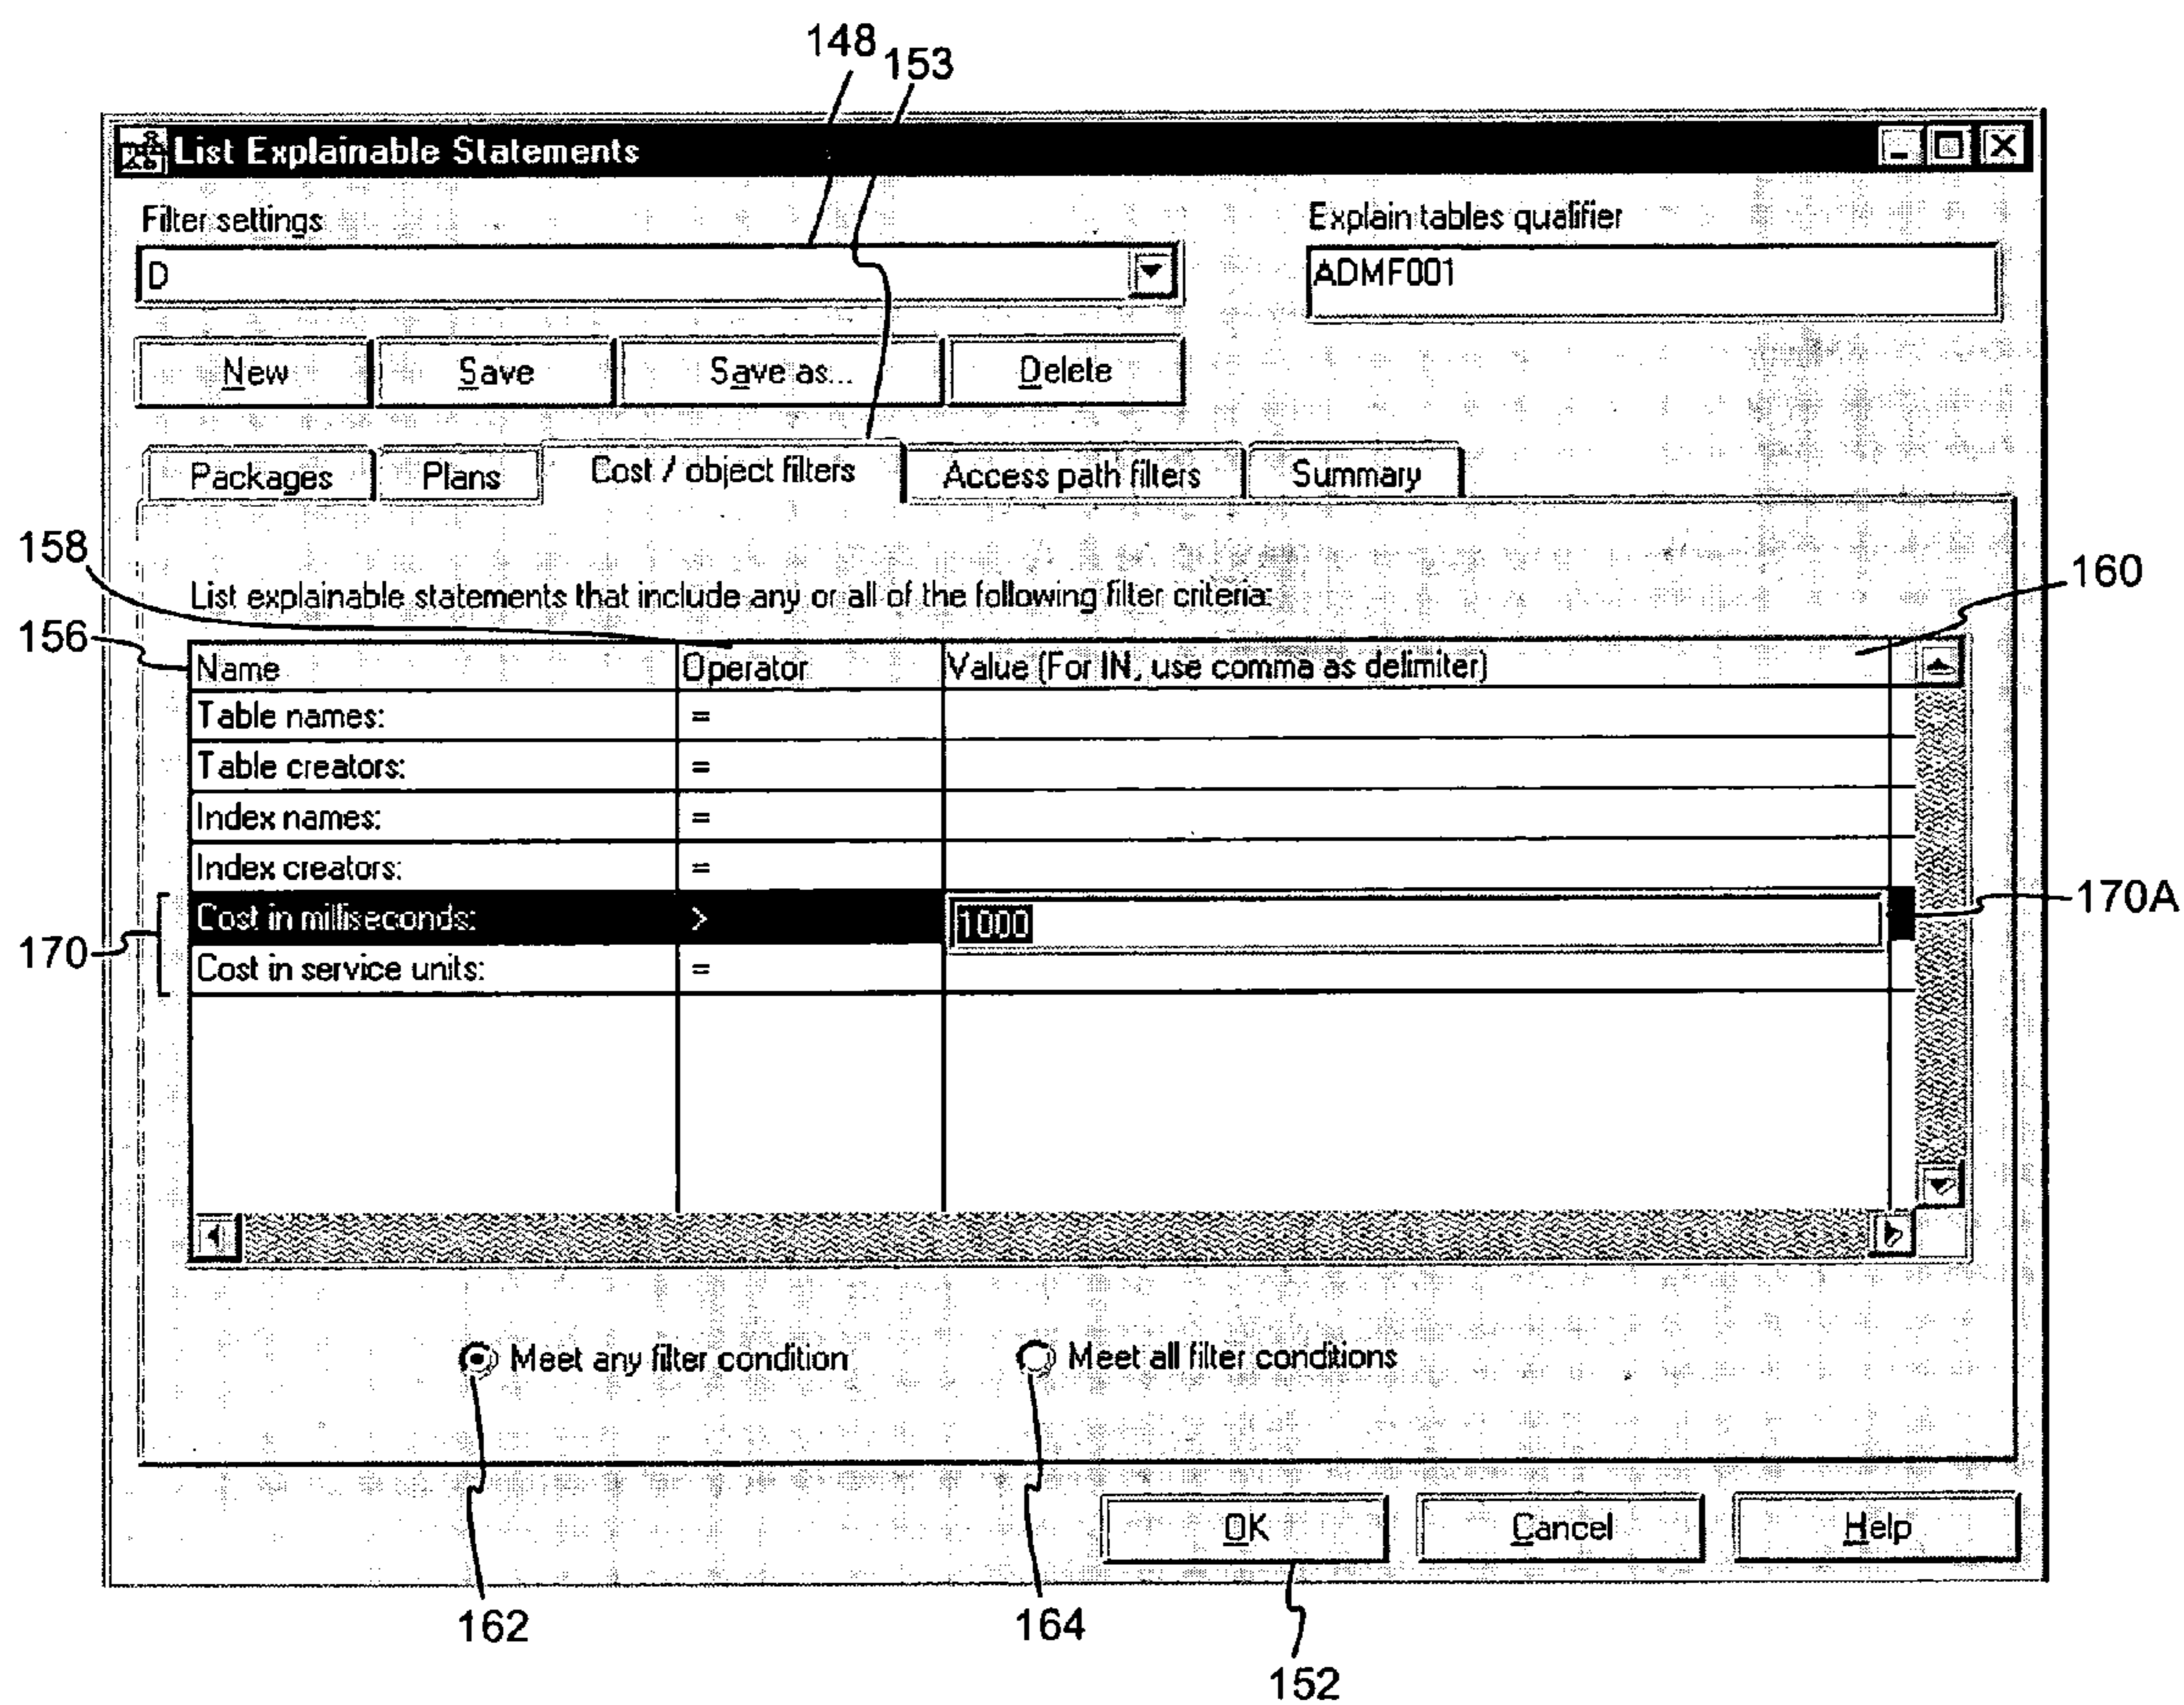 148 153
List Explainable Statements
Filter settings
Explain tables qualifier
D
ADMF001
New Save Save as... Delete
Packages Plans Cost / object filters Access path filters Summary
158
160
List explainable statements that include any or all of the following filter criteria:
156
Name Operator Value (For IN, use comma as delimiter)
Table names: =
Table creators: =
Index names: =
Index creators: =
Cost in milliseconds: > 1000
170A
170
Cost in service units: =
Meet any filter condition Meet all filter conditions
OK Cancel Help
162 164
152